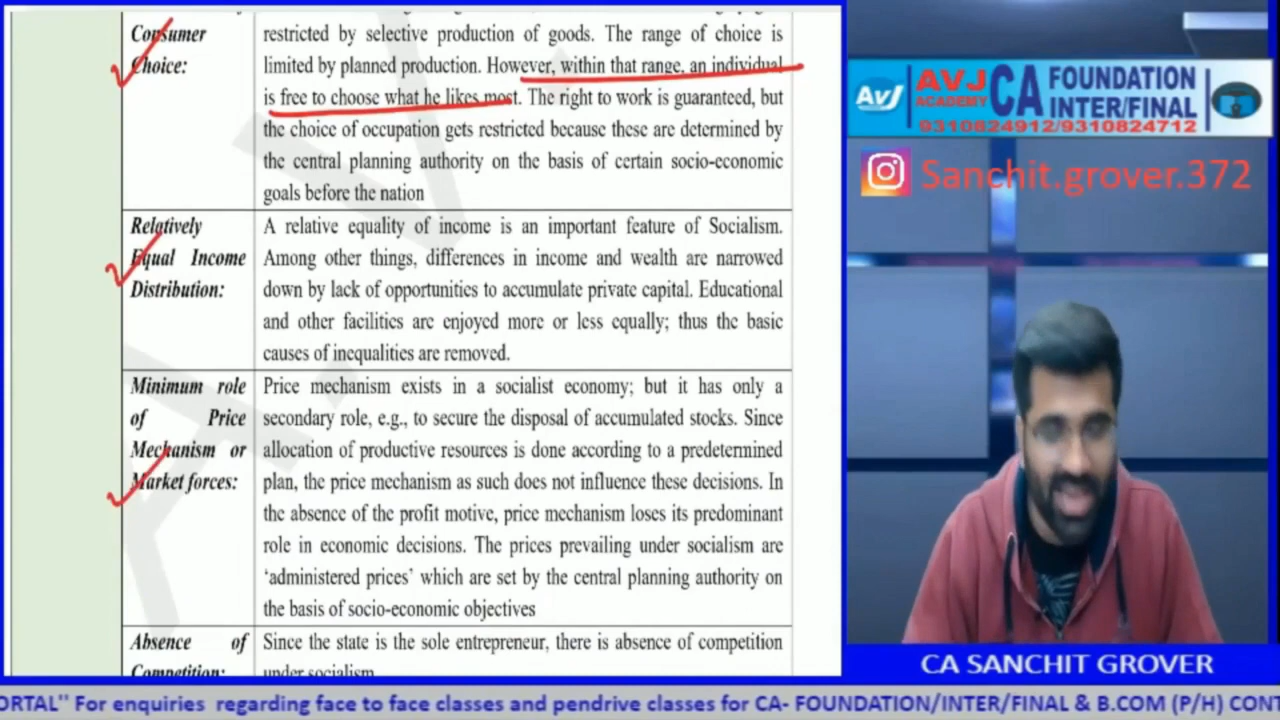 Consumer
Choice:
restricted by selective production of goods. The range of choice is
limited by planned production. However, within that range, an individual
is free to choose what he likes most. The right to work is guaranteed, but
the choice of occupation gets restricted because these are determined by
the central planning authority on the basis of certain socio-economic
goals before the nation
Relatively
Equal Income
Distribution:
A relative equality of income is an important feature of Socialism.
Among other things, differences in income and wealth are narrowed
down by lack of opportunities to accumulate private capital. Educational
and other facilities are enjoyed more or less equally; thus the basic
causes of inequalities are removed.
Minimum role
of Price
Mechanism or
Market forces:
Price mechanism exists in a socialist economy; but it has only a
secondary role, e.g., to secure the disposal of accumulated stocks. Since
allocation of productive resources is done according to a predetermined
plan, the price mechanism as such does not influence these decisions. In
the absence of the profit motive, price mechanism loses its predominant
role in economic decisions. The prices prevailing under socialism are
‘administered prices’ which are set by the central planning authority on
the basis of socio-economic objectives
Absence of
Competition:
Since the state is the sole entrepreneur, there is absence of competition
under socialism
AVJ
AVJ
ACADEMY
CA
FOUNDATION
INTER/FINAL
9310824912/9310824712
Sanchit.grover.372
CA SANCHIT GROVER
ORTAL" For enquiries regarding face to face classes and pendrive classes for CA- FOUNDATION/INTER/FINAL & B.COM (P/H) CONT